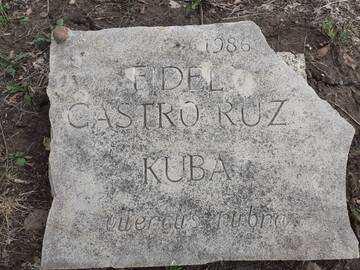 1986
FIDEL
CASTRO RUZ
KUBA
quercus rubra